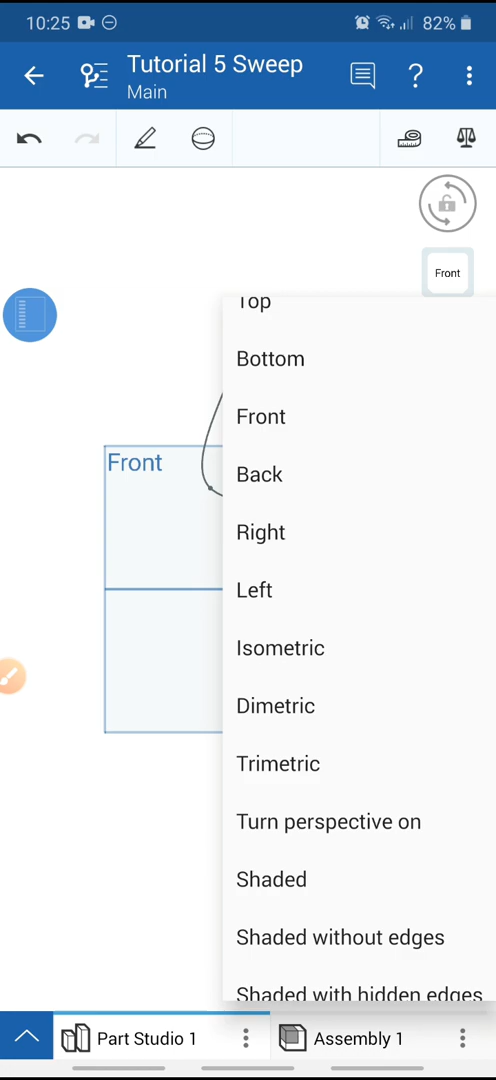 10:25
82%
Tutorial 5 Sweep
Main
Front
Top
Bottom
Front
Front
Back
Right
Left
Isometric
Dimetric
Trimetric
Turn perspective on
Shaded
Shaded without edges
Shaded with hidden edges
Part Studio 1
Assembly 1